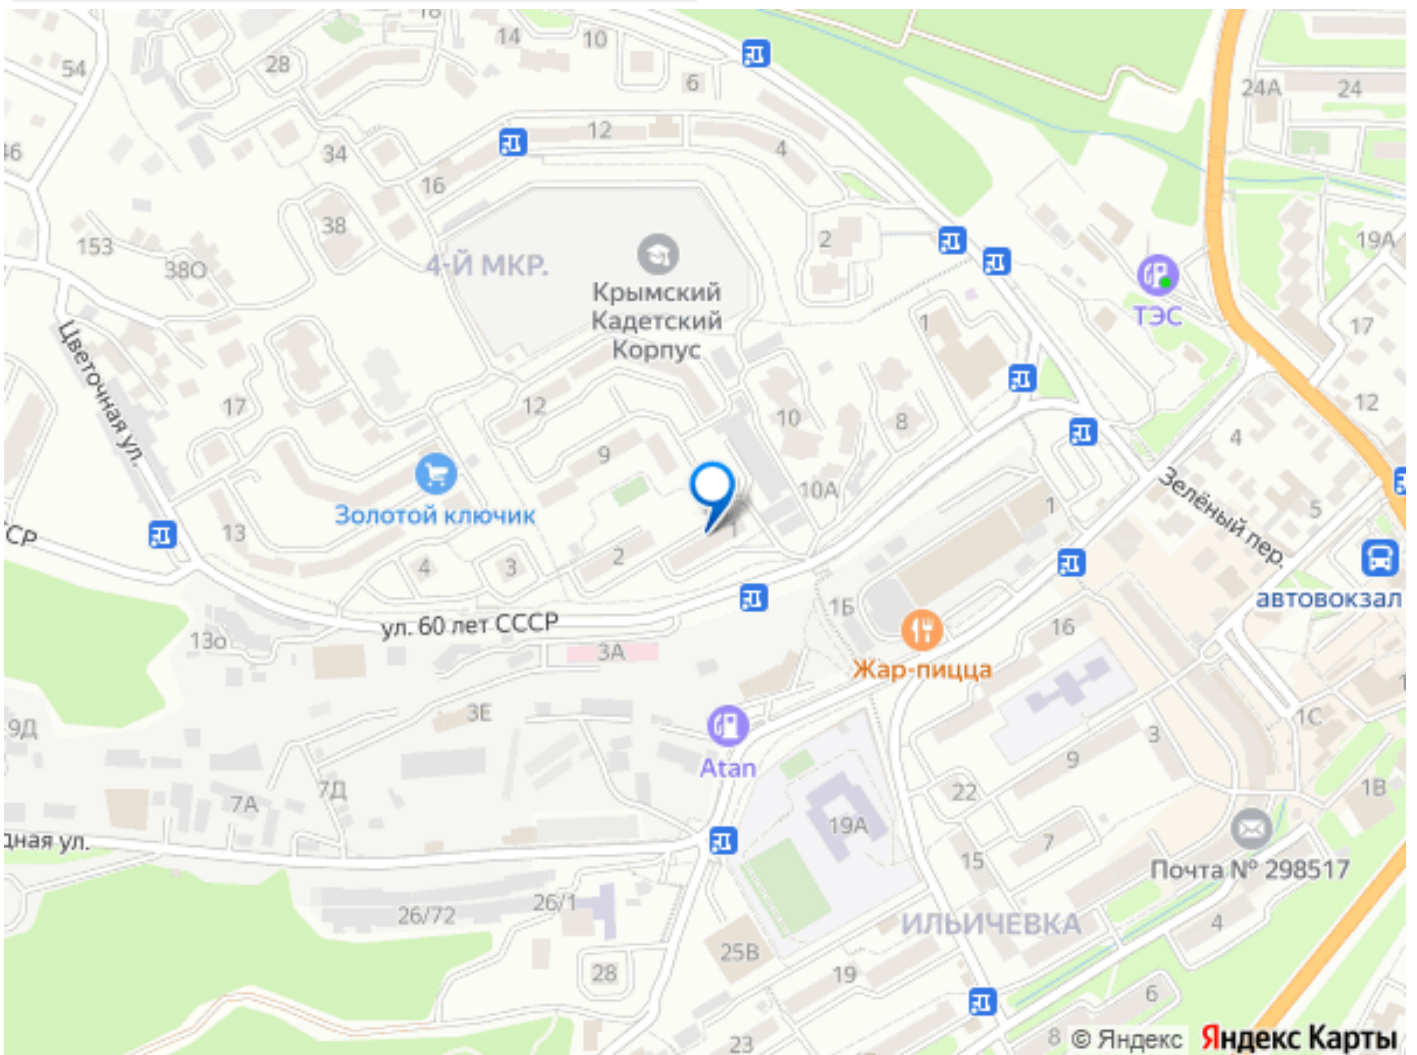 18
14
10
54
28
6
24А
24
46
34
12
4
16
153
38
38О
4-Й МКР.
2
19А
Крымский
Кадетский
Корпус
ТЭС
1
17
Цветочная ул.
17
12
10
8
12
9
4
Зелёный пер.
10А
1
5
Золотой ключик
СР
13
4
3
2
1
автовокзал
ул. 60 лет СССР
1Б
16
13о
3А
Жар-пицца
9Д
3Е
1С
3
9
Atan
7А
7Д
22
1В
19А
7
15
дная ул.
Почта № 298517
26/72
26/1
ИЛЬИЧЕВКА
4
25В
28
19
6
23
8
© Яндекс
Яндекс Карты